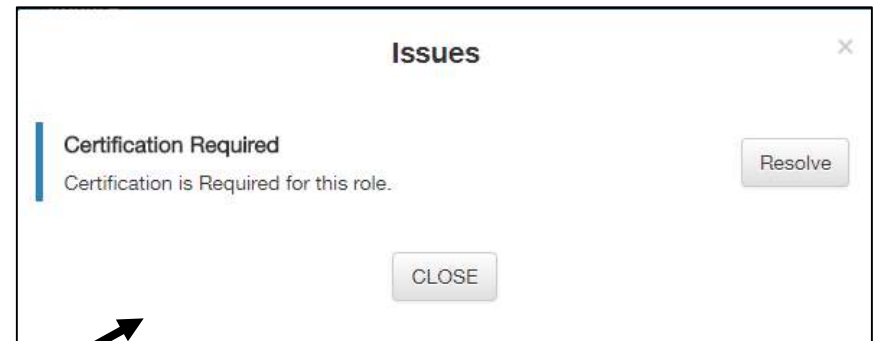 Issues
×
Certification Required
Certification is Required for this role.
Resolve
CLOSE